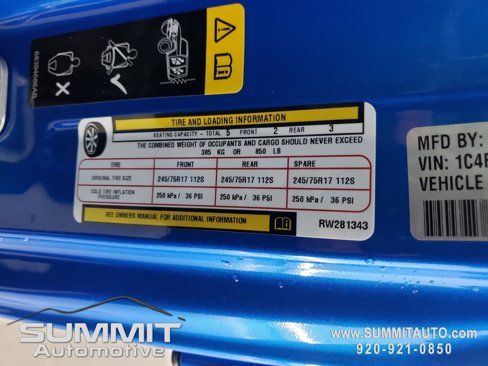 68394686AB
TIRE AND LOADING INFORMATION
SEATING CAPACITY - TOTAL 5 FRONT 2 REAR 3
THE COMBINED WEIGHT OF OCCUPANTS AND CARGO SHOULD NEVER EXCEED
385 KG OR 850 LB
TIRE FRONT REAR SPARE
ORIGINAL TIRE SIZE 245/75R17 112S 245/75R17 112S 245/75R17 112S
COLD TIRE INFLATION PRESSURE 250 kPa / 36 PSI 250 kPa / 36 PSI 250 kPa / 36 PSI
SEE OWNERS MANUAL FOR ADDITIONAL INFORMATION
RW281343
MFD BY:
VIN: 1C4
VEHICLE
SUMMIT
Automotive
WWW.SUMMITAUTO.COM
920-921-0850